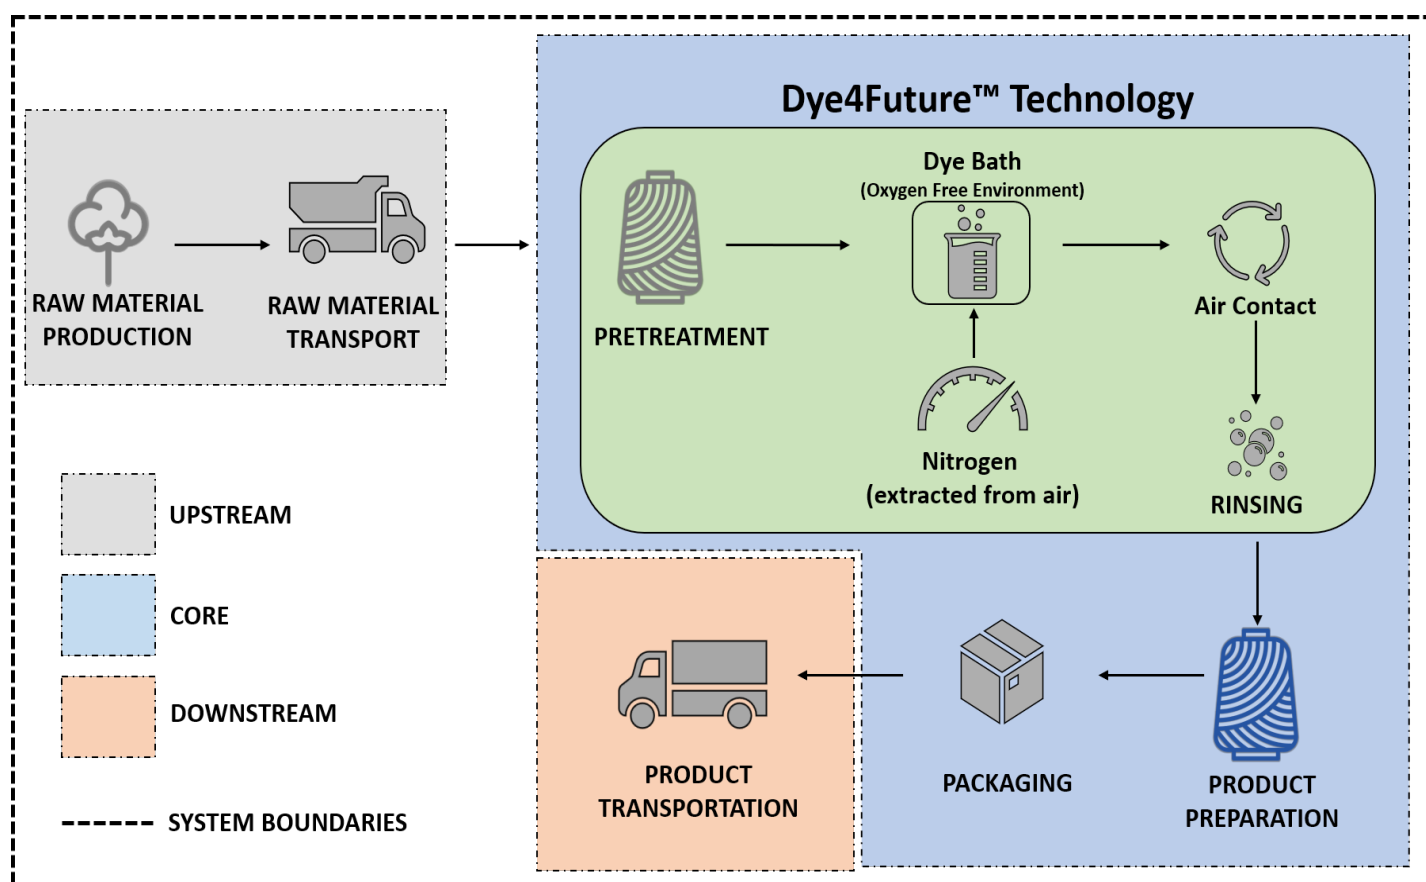 Dye4Future™ Technology
RAW MATERIAL
PRODUCTION
RAW MATERIAL
TRANSPORT
PRETREATMENT
Dye Bath
(Oxygen Free Environment)
Nitrogen
(extracted from air)
Air Contact
RINSING
PRODUCT
PREPARATION
PACKAGING
PRODUCT
TRANSPORTATION
UPSTREAM
CORE
DOWNSTREAM
SYSTEM BOUNDARIES